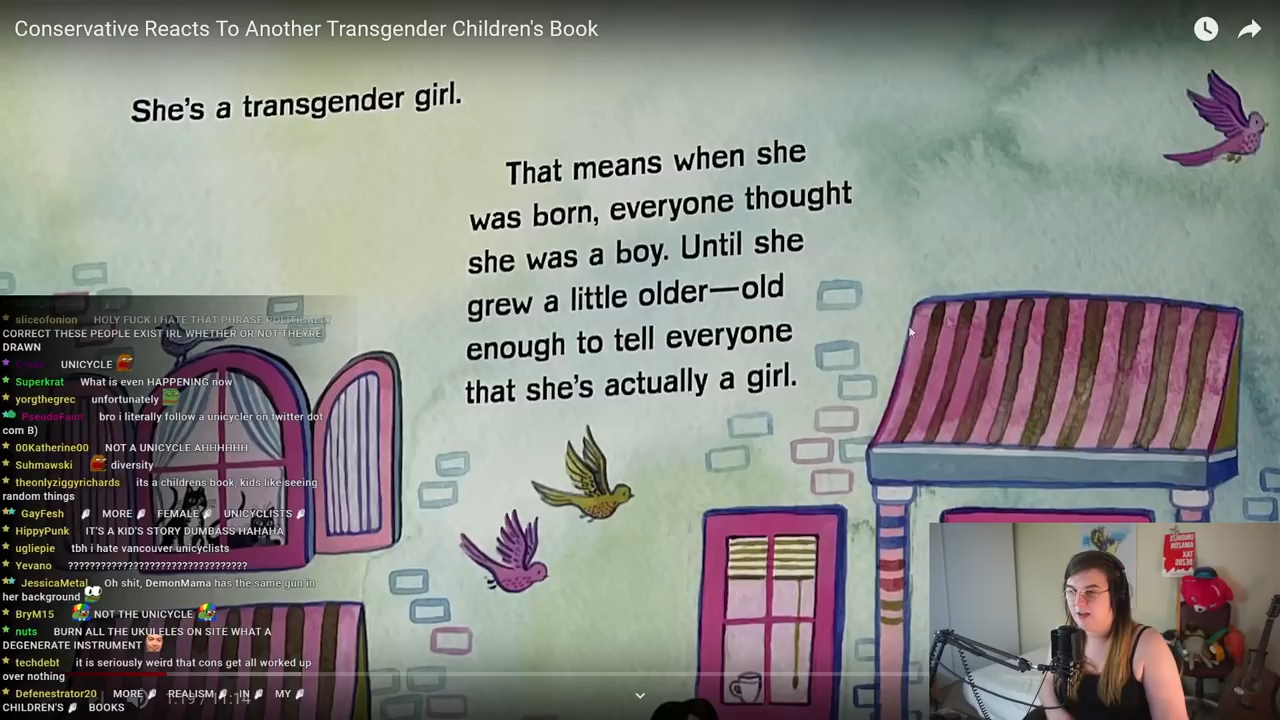 Conservative Reacts To Another Transgender Children's Book
She's a transgender girl.
That means when she
was born, everyone thought
she was a boy. Until she
grew a little older—old
enough to tell everyone
that she's actually a girl.
sliceofonion HOLY FUCK I HATE THAT PHRASE POLITICALLY
CORRECT THESE PEOPLE EXIST IRL WHETHER OR NOT THEYRE
DRAWN
UNICYCLE
Superkrat What is even HAPPENING now
yorgthegrec unfortunately
PseudoFaun bro i literally follow a unicycler on twitter dot
com B)
00Katherine00 NOT A UNICYCLE AHHHHHH
Suhmawski diversity
theonlyziggyrichards its a childrens book, kids like seeing
random things
GayFesh MORE FEMALE UNICYCLISTS
HippyPunk IT'S A KID'S STORY DUMBASS HAHAHA
ugliepie tbh i hate vancouver unicyclists
Yevano ??????????????????????????????????
JessicaMetal Oh shit, DemonMama has the same gun in
her background
BryM15 NOT THE UNICYCLE
nuts BURN ALL THE UKULELES ON SITE WHAT A
DEGENERATE INSTRUMENT
techdebt it is seriously weird that cons get all worked up
over nothing
Defenestrator20 MORE REALISM IN MY
CHILDREN'S BOOKS
1:19 / 11:14